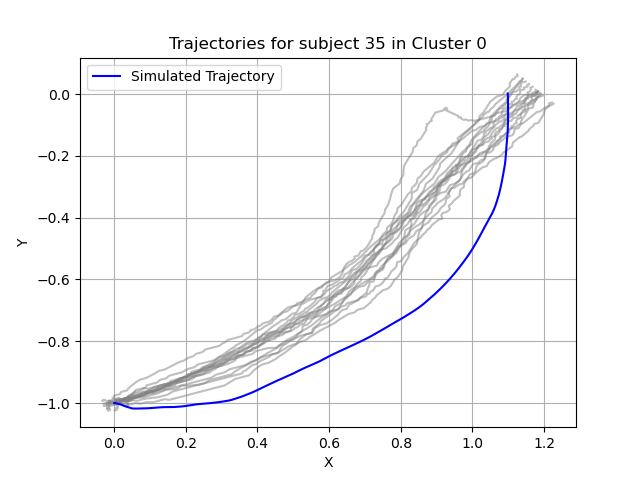 Trajectories for subject 35 in Cluster 0
Simulated Trajectory
0.0
−0.2
−0.4
−0.6
−0.8
−1.0
Y
0.0 0.2 0.4 0.6 0.8 1.0 1.2
X